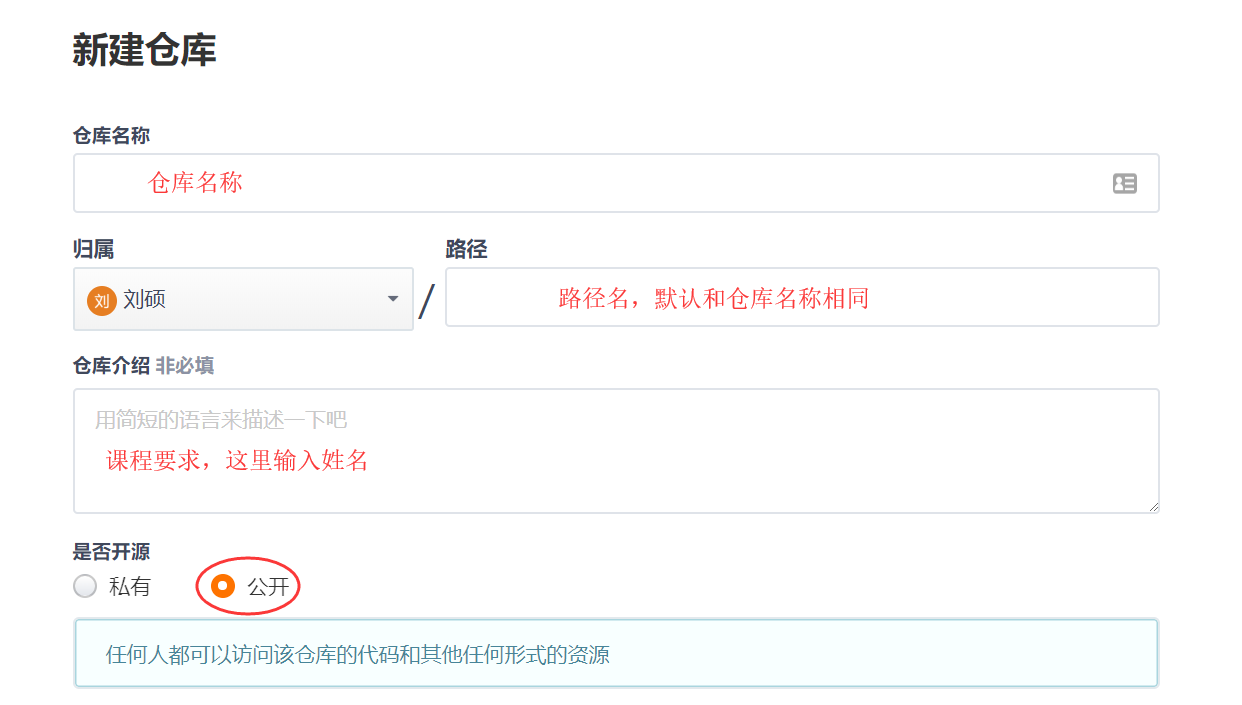 新建仓库
仓库名称
仓库名称
归属 路径
刘 刘硕 / 路径名，默认和仓库名称相同
仓库介绍 非必填
用简短的语言来描述一下吧
课程要求，这里输入姓名
是否开源
私有 公开
任何人都可以访问该仓库的代码和其他任何形式的资源